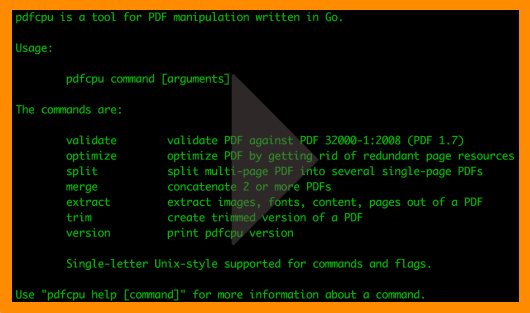 pdfcpu is a tool for PDF manipulation written in Go.
Usage:
pdfcpu command [arguments]
The commands are:
validate validate PDF against PDF 32000-1:2008 (PDF 1.7)
optimize optimize PDF by getting rid of redundant page resources
split split multi-page PDF into several single-page PDFs
merge concatenate 2 or more PDFs
extract extract images, fonts, content, pages out of a PDF
trim create trimmed version of a PDF
version print pdfcpu version
Single-letter Unix-style supported for commands and flags.
Use "pdfcpu help [command]" for more information about a command.